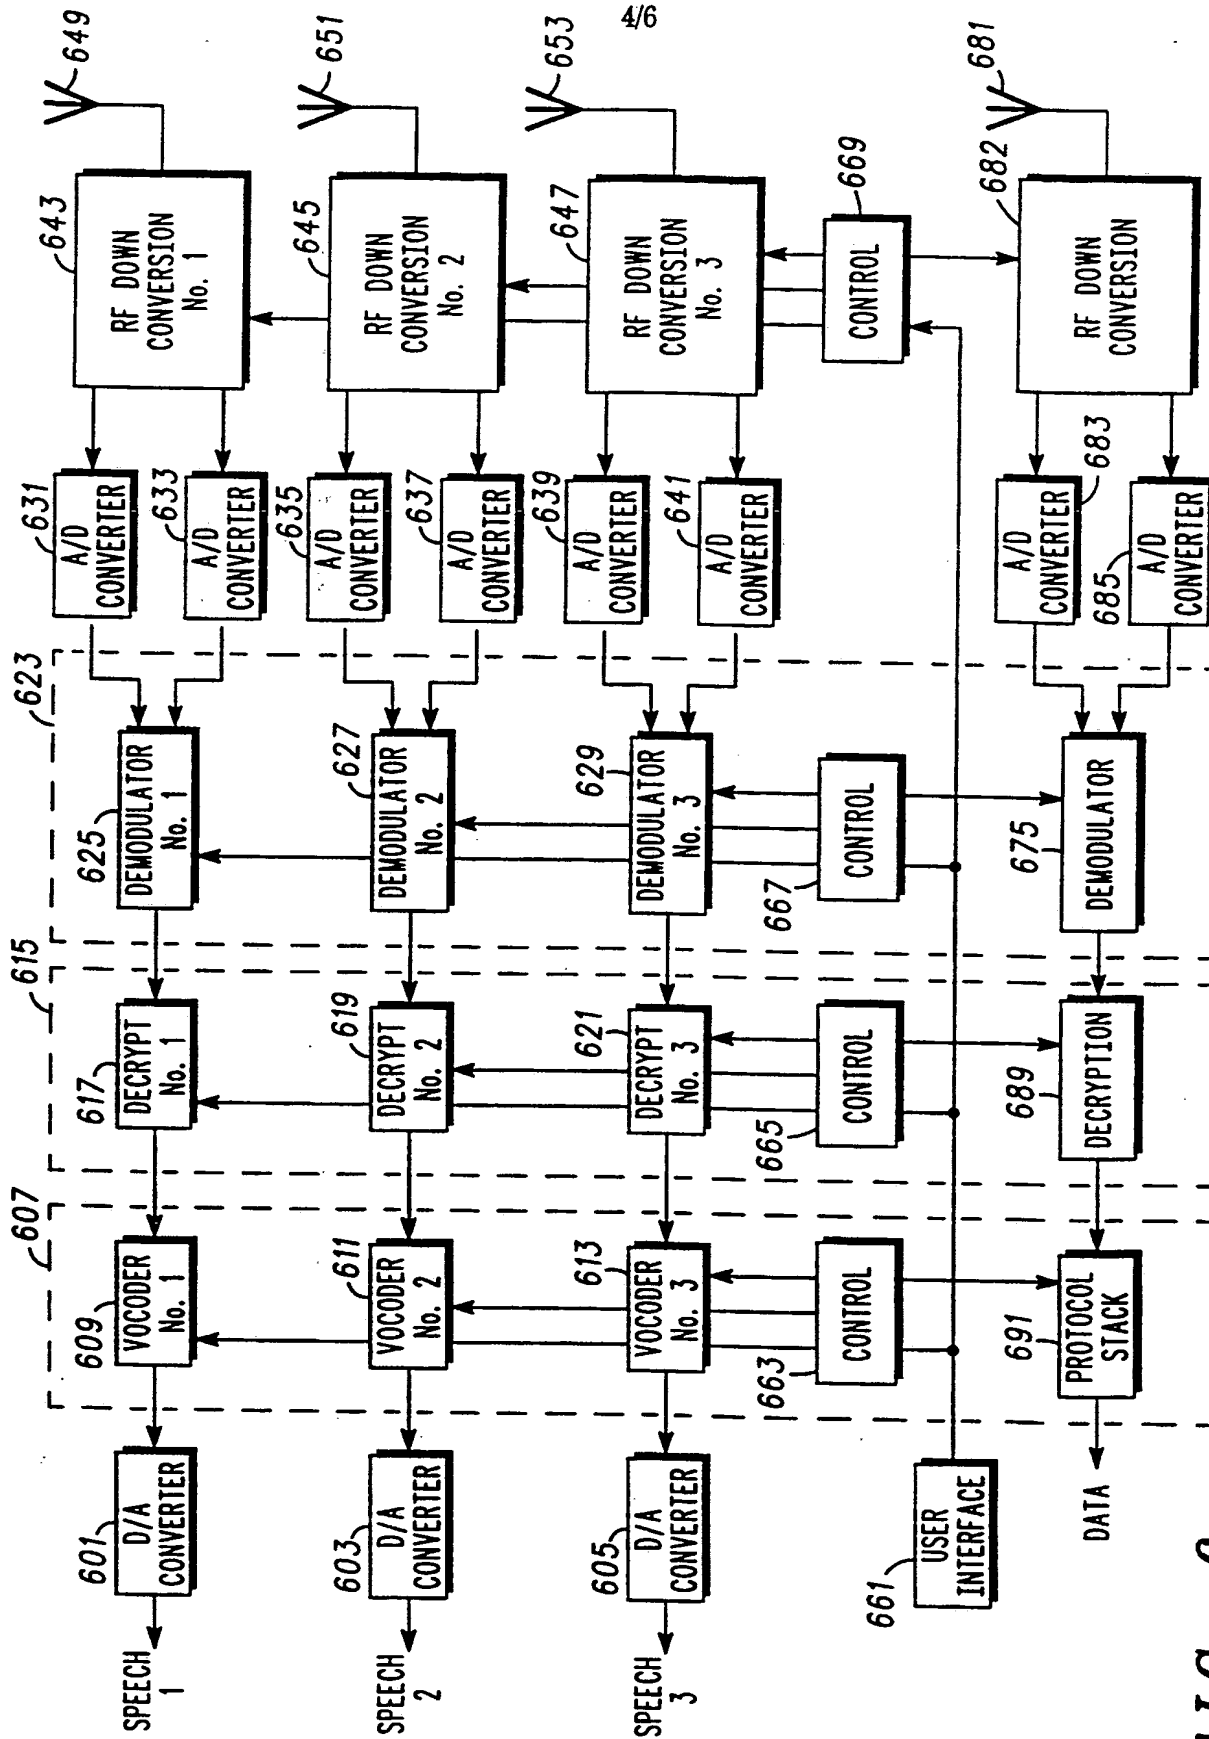 4/6
649
651
653
681
643
645
647
669
682
RF DOWN
CONVERSION
No. 1
RF DOWN
CONVERSION
No. 2
RF DOWN
CONVERSION
No. 3
CONTROL
RF DOWN
CONVERSION
631
A/D
CONVERTER
633
A/D
CONVERTER
635
A/D
CONVERTER
637
A/D
CONVERTER
639
A/D
CONVERTER
641
A/D
CONVERTER
683
A/D
CONVERTER
685
A/D
CONVERTER
623
625
DEMODULATOR
No. 1
627
DEMODULATOR
No. 2
629
DEMODULATOR
No. 3
667
CONTROL
675
DEMODULATOR
615
617
DECRYPT
No. 1
619
DECRYPT
No. 2
621
DECRYPT
No. 3
665
CONTROL
689
DECRYPTION
607
609
VOCODER
No. 1
611
VOCODER
No. 2
613
VOCODER
No. 3
663
CONTROL
691
PROTOCOL
STACK
601
D/A
CONVERTER
603
D/A
CONVERTER
605
D/A
CONVERTER
661
USER
INTERFACE
DATA
SPEECH
1
SPEECH
2
SPEECH
3